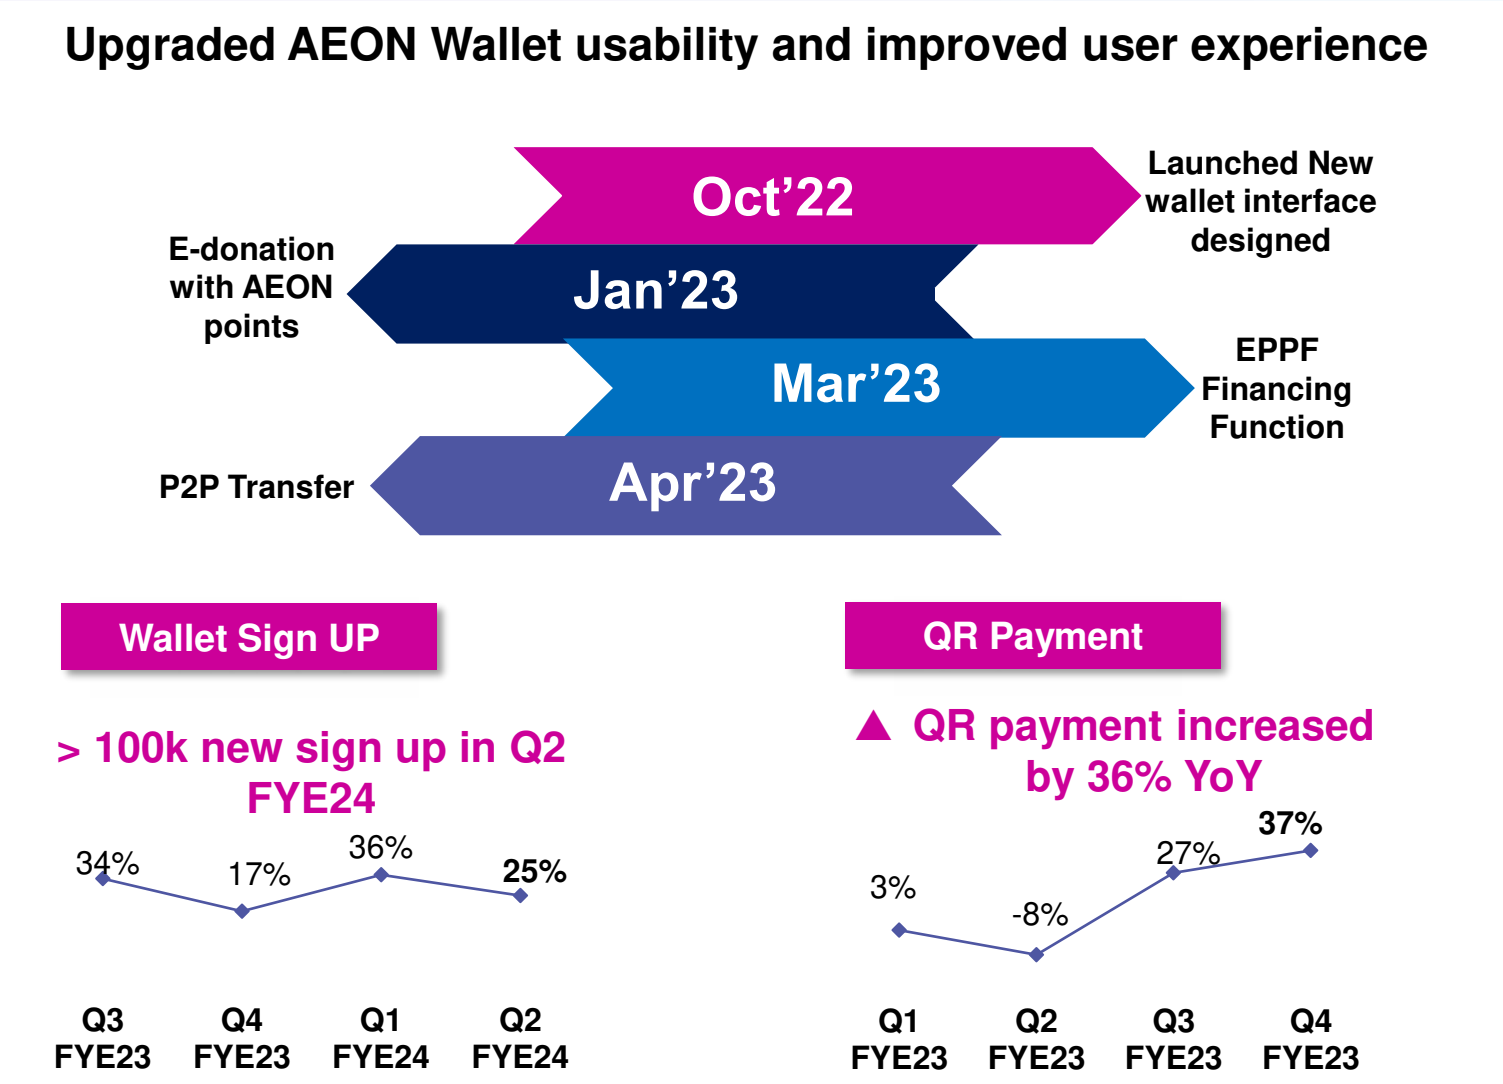 Upgraded AEON Wallet usability and improved user experience
Oct’22
Launched New
wallet interface
designed
E-donation
with AEON
points
Jan’23
Mar’23
EPPF
Financing
Function
P2P Transfer
Apr’23
Wallet Sign UP
> 100k new sign up in Q2
FYE24
34%
17%
36%
25%
Q3
FYE23
Q4
FYE23
Q1
FYE24
Q2
FYE24
QR Payment
▲ QR payment increased
by 36% YoY
3%
-8%
27%
37%
Q1
FYE23
Q2
FYE23
Q3
FYE23
Q4
FYE23